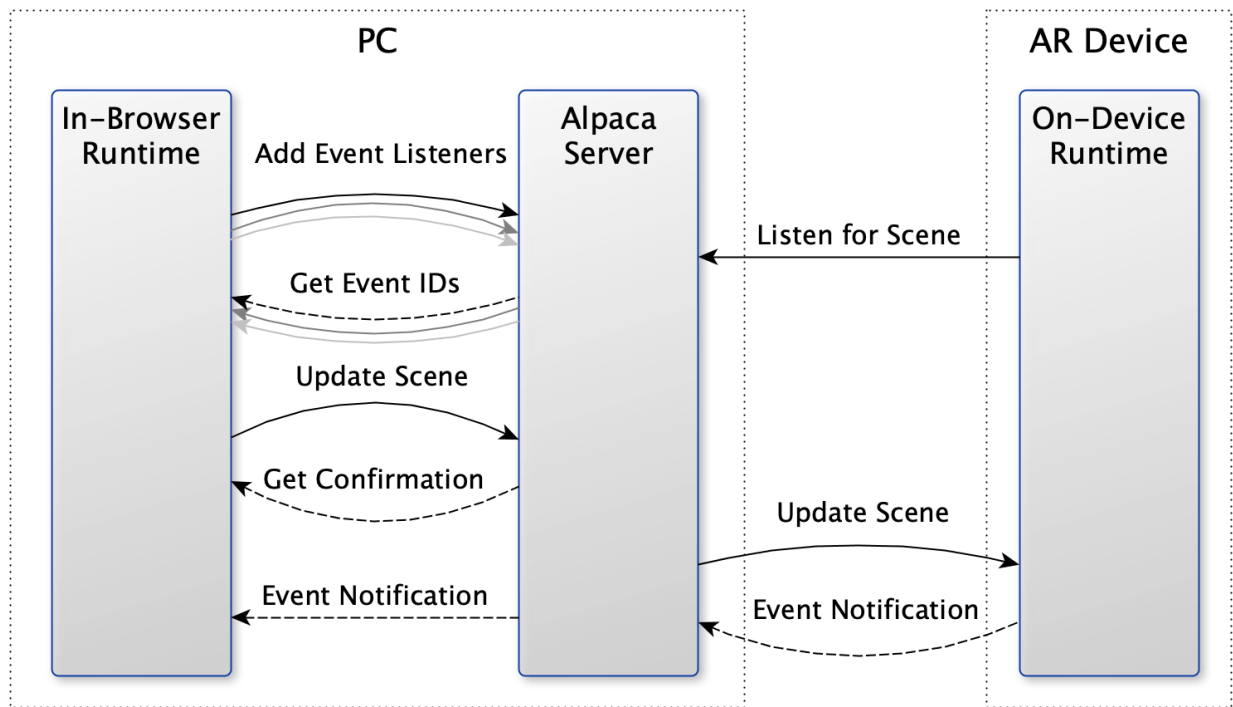 PC
AR Device
In-Browser
Runtime
Alpaca
Server
On-Device
Runtime
Add Event Listeners
Listen for Scene
Get Event IDs
Update Scene
Get Confirmation
Update Scene
Event Notification
Event Notification